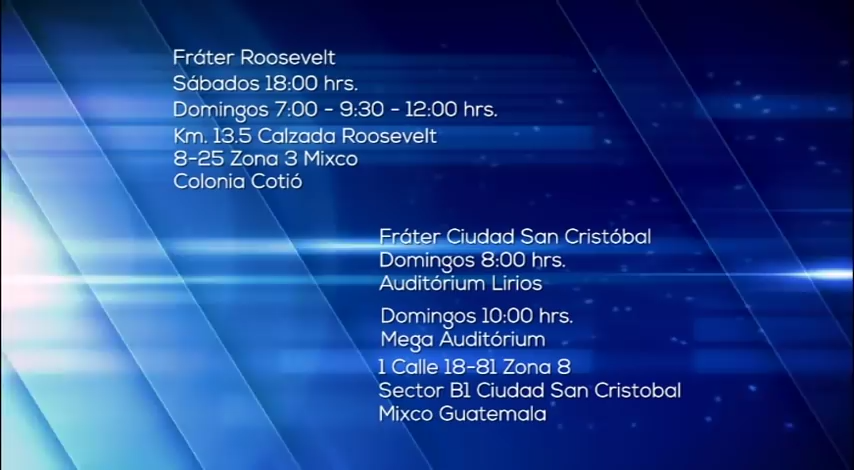 Fráter Roosevelt
Sábados 18:00 hrs.
Domingos 7:00 - 9:30 - 12:00 hrs.
Km. 13.5 Calzada Roosevelt
8-25 Zona 3 Mixco
Colonia Cotió
Fráter Ciudad San Cristóbal
Domingos 8:00 hrs.
Auditórium Lirios
Domingos 10:00 hrs.
Mega Auditórium
1 Calle 18-81 Zona 8
Sector B1 Ciudad San Cristobal
Mixco Guatemala